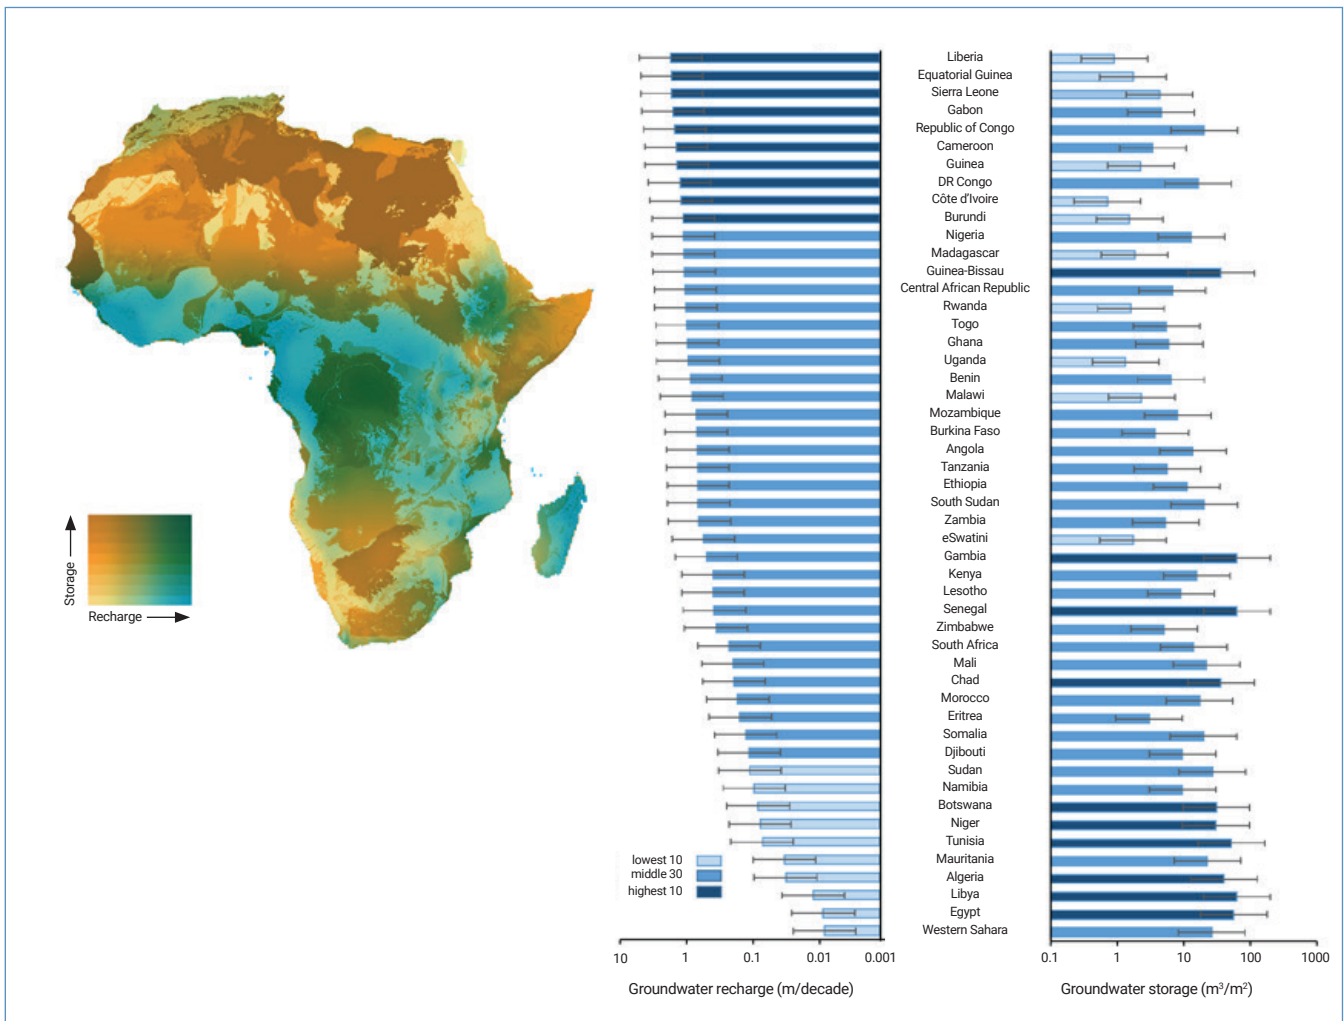 Liberia
Equatorial Guinea
Sierra Leone
Gabon
Republic of Congo
Cameroon
Guinea
DR Congo
Côte d'Ivoire
Burundi
Nigeria
Madagascar
Guinea-Bissau
Central African Republic
Rwanda
Togo
Ghana
Uganda
Benin
Malawi
Mozambique
Burkina Faso
Angola
Tanzania
Ethiopia
South Sudan
Zambia
eSwatini
Gambia
Kenya
Lesotho
Senegal
Zimbabwe
South Africa
Mali
Chad
Morocco
Eritrea
Somalia
Djibouti
Sudan
Namibia
Botswana
Niger
Tunisia
Mauritania
Algeria
Libya
Egypt
Western Sahara
Storage
Recharge
lowest 10
middle 30
highest 10
10 1 0.1 0.01 0.001
Groundwater recharge (m/decade)
0.1 1 10 100 1000
Groundwater storage (m³/m²)